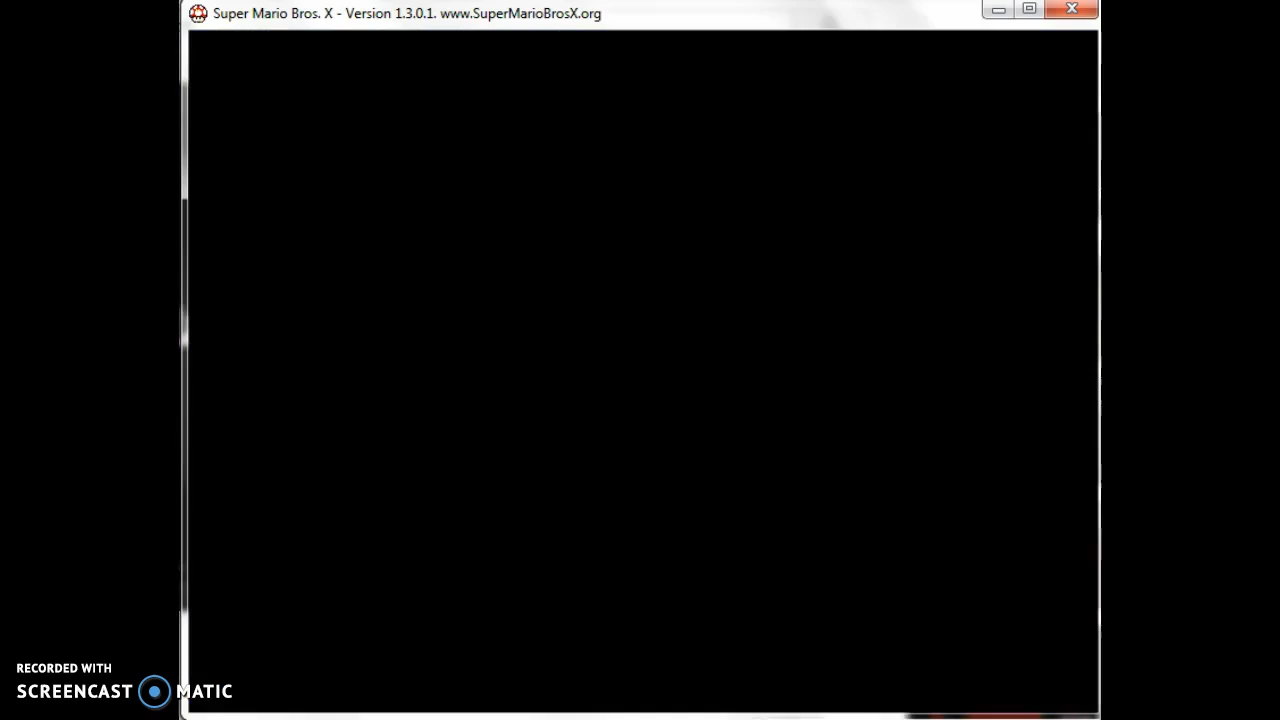 Super Mario Bros. X - Version 1.3.0.1. www.SuperMarioBrosX.org
RECORDED WITH
SCREENCAST MATIC